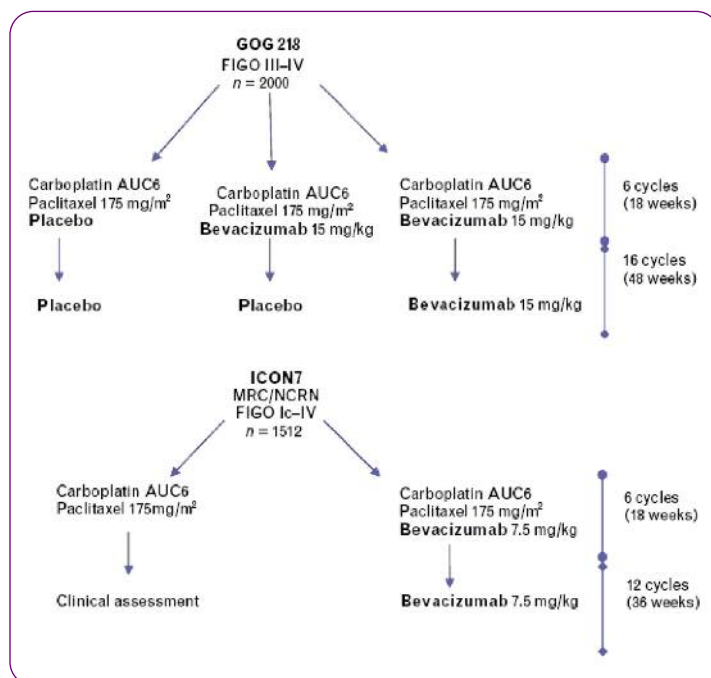 GOG 218
FIGO III–IV
n = 2000
Carboplatin AUC6
Paclitaxel 175 mg/m²
Placebo
Carboplatin AUC6
Paclitaxel 175 mg/m²
Bevacizumab 15 mg/kg
Carboplatin AUC6
Paclitaxel 175 mg/m²
Bevacizumab 15 mg/kg
6 cycles
(18 weeks)
16 cycles
(48 weeks)
Placebo
Placebo
Bevacizumab 15 mg/kg
ICON7
MRC/NCRN
FIGO Ic–IV
n = 1512
Carboplatin AUC6
Paclitaxel 175mg/m²
Carboplatin AUC6
Paclitaxel 175 mg/m²
Bevacizumab 7.5 mg/kg
6 cycles
(18 weeks)
Clinical assessment
Bevacizumab 7.5 mg/kg
12 cycles
(36 weeks)